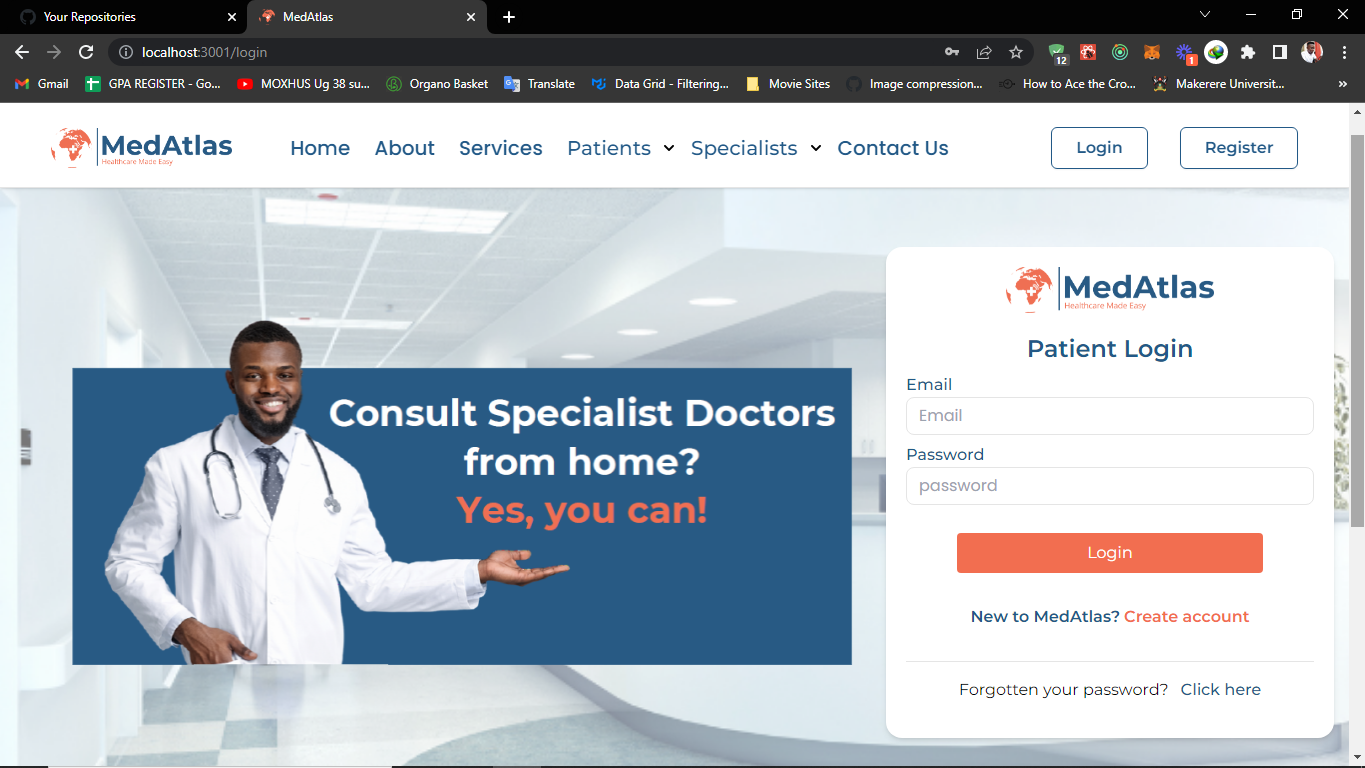 Your Repositories
MedAtlas
localhost:3001/login
12
1
Gmail
GPA REGISTER - Go...
MOXHUS Ug 38 su...
Organo Basket
Translate
Data Grid - Filtering...
Movie Sites
Image compression...
How to Ace the Cro...
Makerere Universit...
»
MedAtlas
Healthcare Made Easy
Home
About
Services
Patients
Specialists
Contact Us
Login
Register
Consult Specialist Doctors
from home?
Yes, you can!
MedAtlas
Healthcare Made Easy
Patient Login
Email
Email
Password
password
Login
New to MedAtlas? Create account
Forgotten your password? Click here